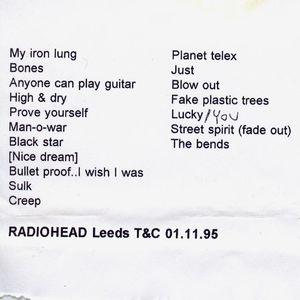 My iron lung
Bones
Anyone can play guitar
High & dry
Prove yourself
Man-o-war
Black star
[Nice dream]
Bullet proof..I wish I was
Sulk
Creep
Planet telex
Just
Blow out
Fake plastic trees
Lucky/You
Street spirit (fade out)
The bends
RADIOHEAD Leeds T&C 01.11.95